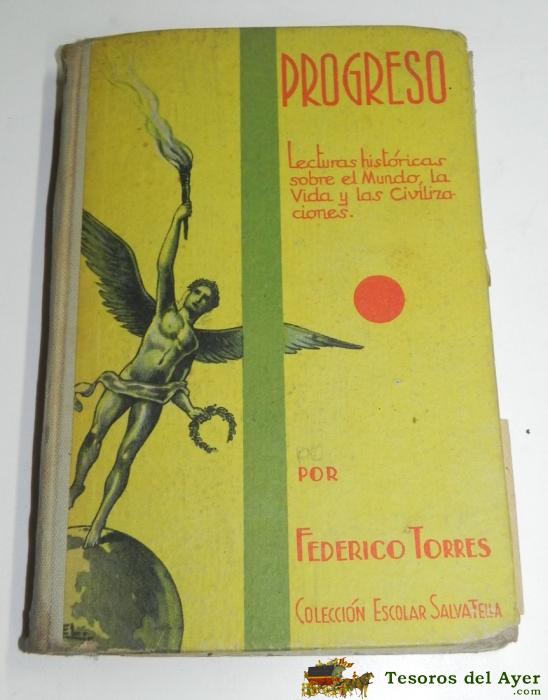 PROGRESO
Lecturas históricas
sobre el Mundo, la
Vida y las Civiliza-
ciones.
POR
FEDERICO TORRES
COLECCIÓN ESCOLAR SALVATELLA
Tesoros del Ayer
.com